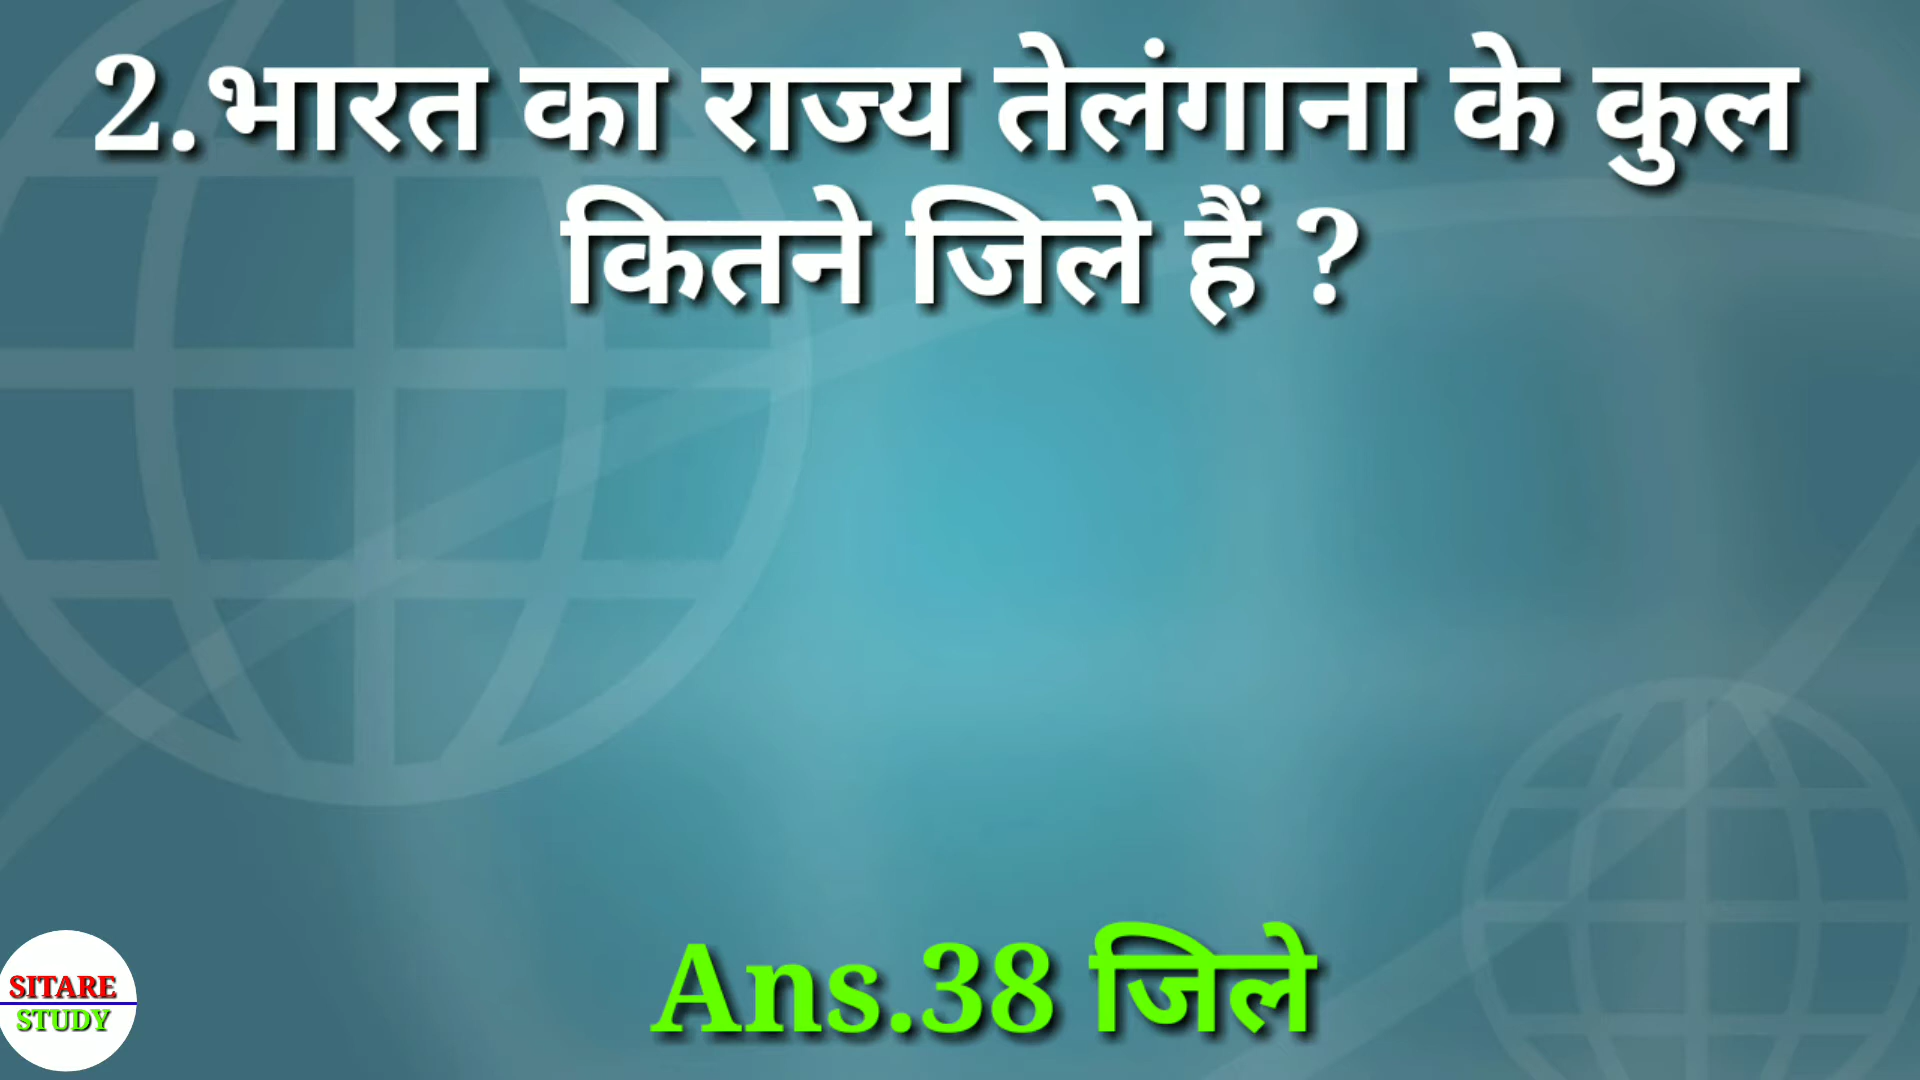 2.भारत का राज्य तेलंगाना के कुल
कितने जिले हैं ?
Ans.38 जिले
SITARE
STUDY